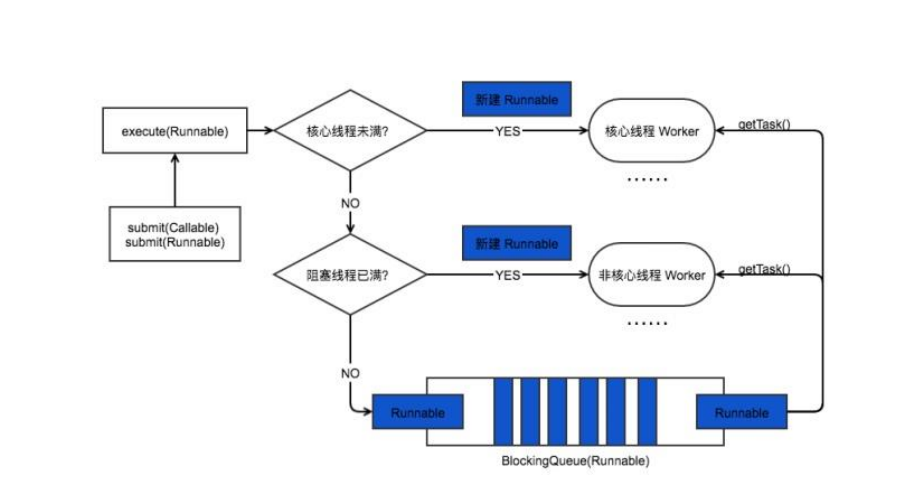 新建 Runnable
execute(Runnable)
核心线程未满?
YES
核心线程 Worker
getTask()
······
NO
submit(Callable)
submit(Runnable)
新建 Runnable
阻塞线程已满?
YES
非核心线程 Worker
getTask()
······
NO
Runnable
Runnable
BlockingQueue(Runnable)